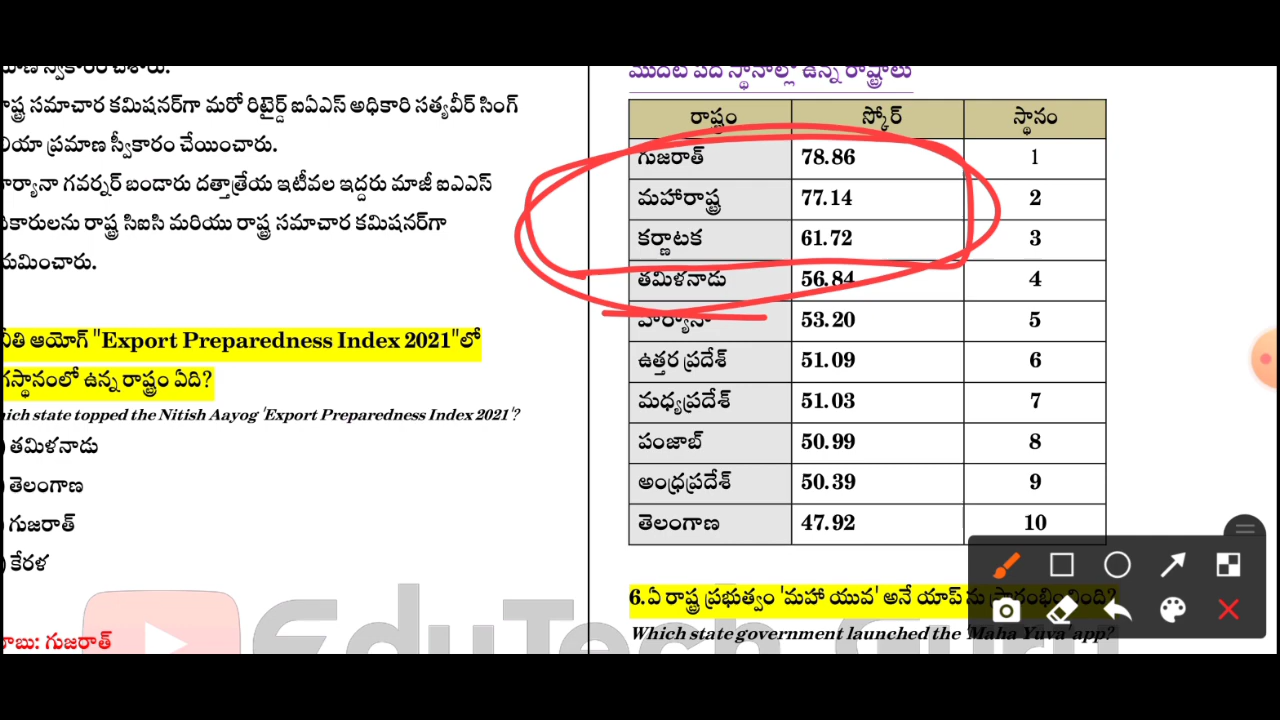 స్వీకారం చేశారు.
రాష్ట్ర సమాచార కమిషనర్‌గా మరో రిటైర్డ్ ఐఏఎస్ అధికారి సత్యవీర్ సింగ్
ప్రమాణ స్వీకారం చేయించారు.
గవర్నర్ బండారు దత్తాత్రేయ ఇటీవల ఇద్దరు మాజీ ఐఎఎస్
రాష్ట్ర సిఐసి మరియు రాష్ట్ర సమాచార కమిషనర్‌గా
నీతి ఆయోగ్ "Export Preparedness Index 2021"లో
ఉన్న రాష్ట్రం ఏది?
state topped the Nitish Aayog 'Export Preparedness Index 2021'?
) తమిళనాడు
) తెలంగాణ
) గుజరాత్
) కేరళ
గుజరాత్
మొదటి పది స్థానాల్లో ఉన్న రాష్ట్రాలు
రాష్ట్రం స్కోర్ స్థానం
గుజరాత్ 78.86 1
మహారాష్ట్ర 77.14 2
కర్ణాటక 61.72 3
తమిళనాడు 56.84 4
హర్యానా 53.20 5
ఉత్తర ప్రదేశ్ 51.09 6
మధ్యప్రదేశ్ 51.03 7
పంజాబ్ 50.99 8
అంధ్రప్రదేశ్ 50.39 9
తెలంగాణ 47.92 10
6.ఏ రాష్ట్ర ప్రభుత్వం 'మహా యువ' అనే యాప్ ను ప్రారంభించింది?
Which state government launched the 'Maha Yuva' app?
EduTech Guru